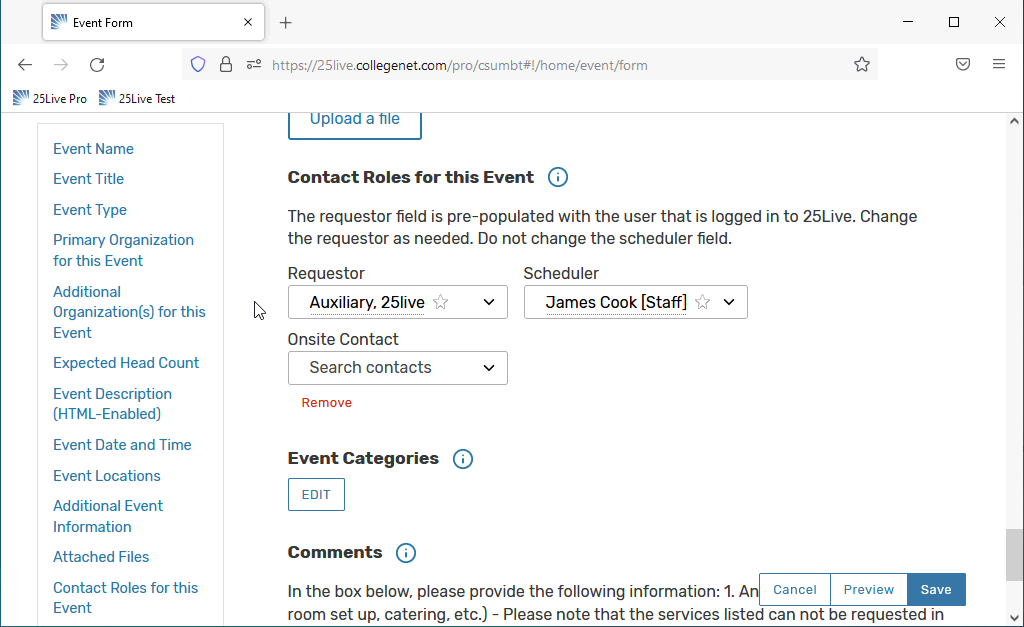 Event Form
https://25live.collegenet.com/pro/csumbt#!/home/event/form
25Live Pro
25Live Test
Event Name
Event Title
Event Type
Primary Organization
for this Event
Additional
Organization(s) for this
Event
Expected Head Count
Event Description
(HTML-Enabled)
Event Date and Time
Event Locations
Additional Event
Information
Attached Files
Contact Roles for this
Event
Upload a file
Contact Roles for this Event
The requestor field is pre-populated with the user that is logged in to 25Live. Change
the requestor as needed. Do not change the scheduler field.
Requestor
Scheduler
Auxiliary, 25live
James Cook [Staff]
Onsite Contact
Search contacts
Remove
Event Categories
EDIT
Comments
In the box below, please provide the following information: 1. An
room set up, catering, etc.) - Please note that the services listed can not be requested in
Cancel
Preview
Save